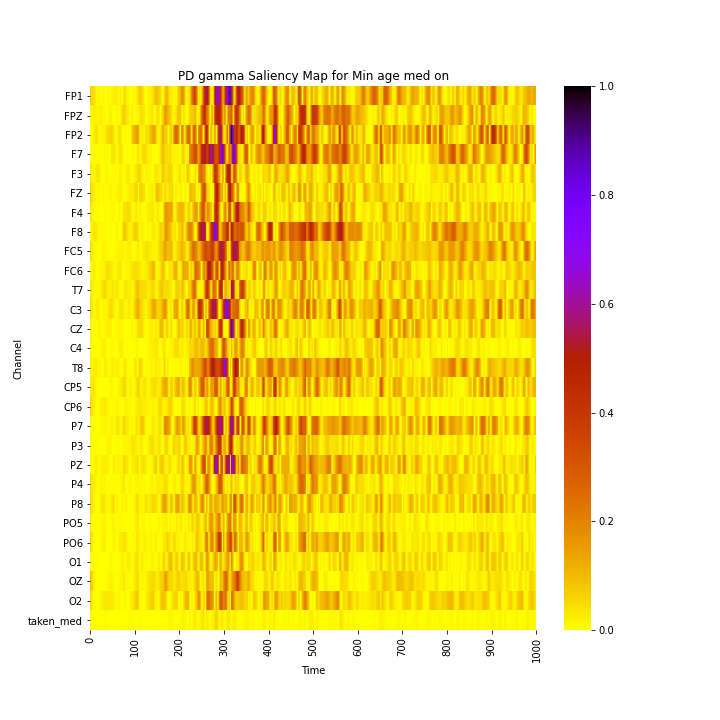 PD gamma Saliency Map for Min age med on
FP1
FPZ
FP2
F7
F3
FZ
F4
F8
FC5
FC6
T7
C3
CZ
C4
T8
CP5
CP6
P7
P3
PZ
P4
P8
PO5
PO6
O1
OZ
O2
taken_med
Channel
0
100
200
300
400
500
600
700
800
900
1000
Time
1.0
0.8
0.6
0.4
0.2
0.0